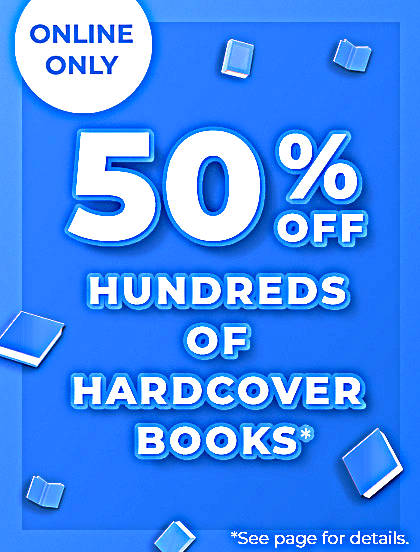 ONLINE
ONLY
50%
OFF
HUNDREDS
OF
HARDCOVER
BOOKS*
*See page for details.